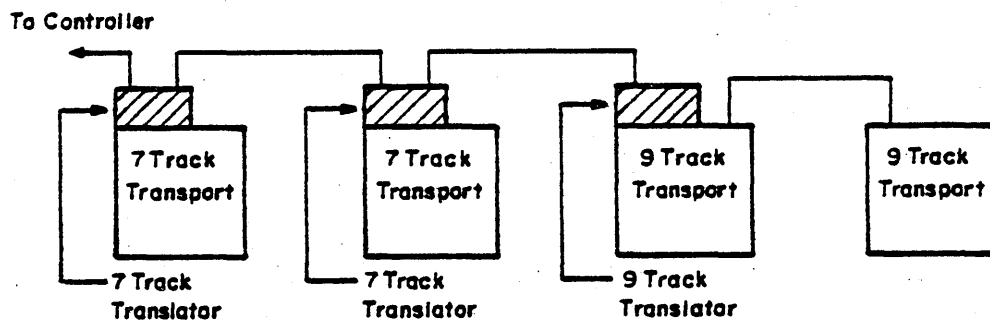 To Controller
7 Track
Transport
7 Track
Transport
9 Track
Transport
9 Track
Transport
7 Track
Translator
7 Track
Translator
9 Track
Translator